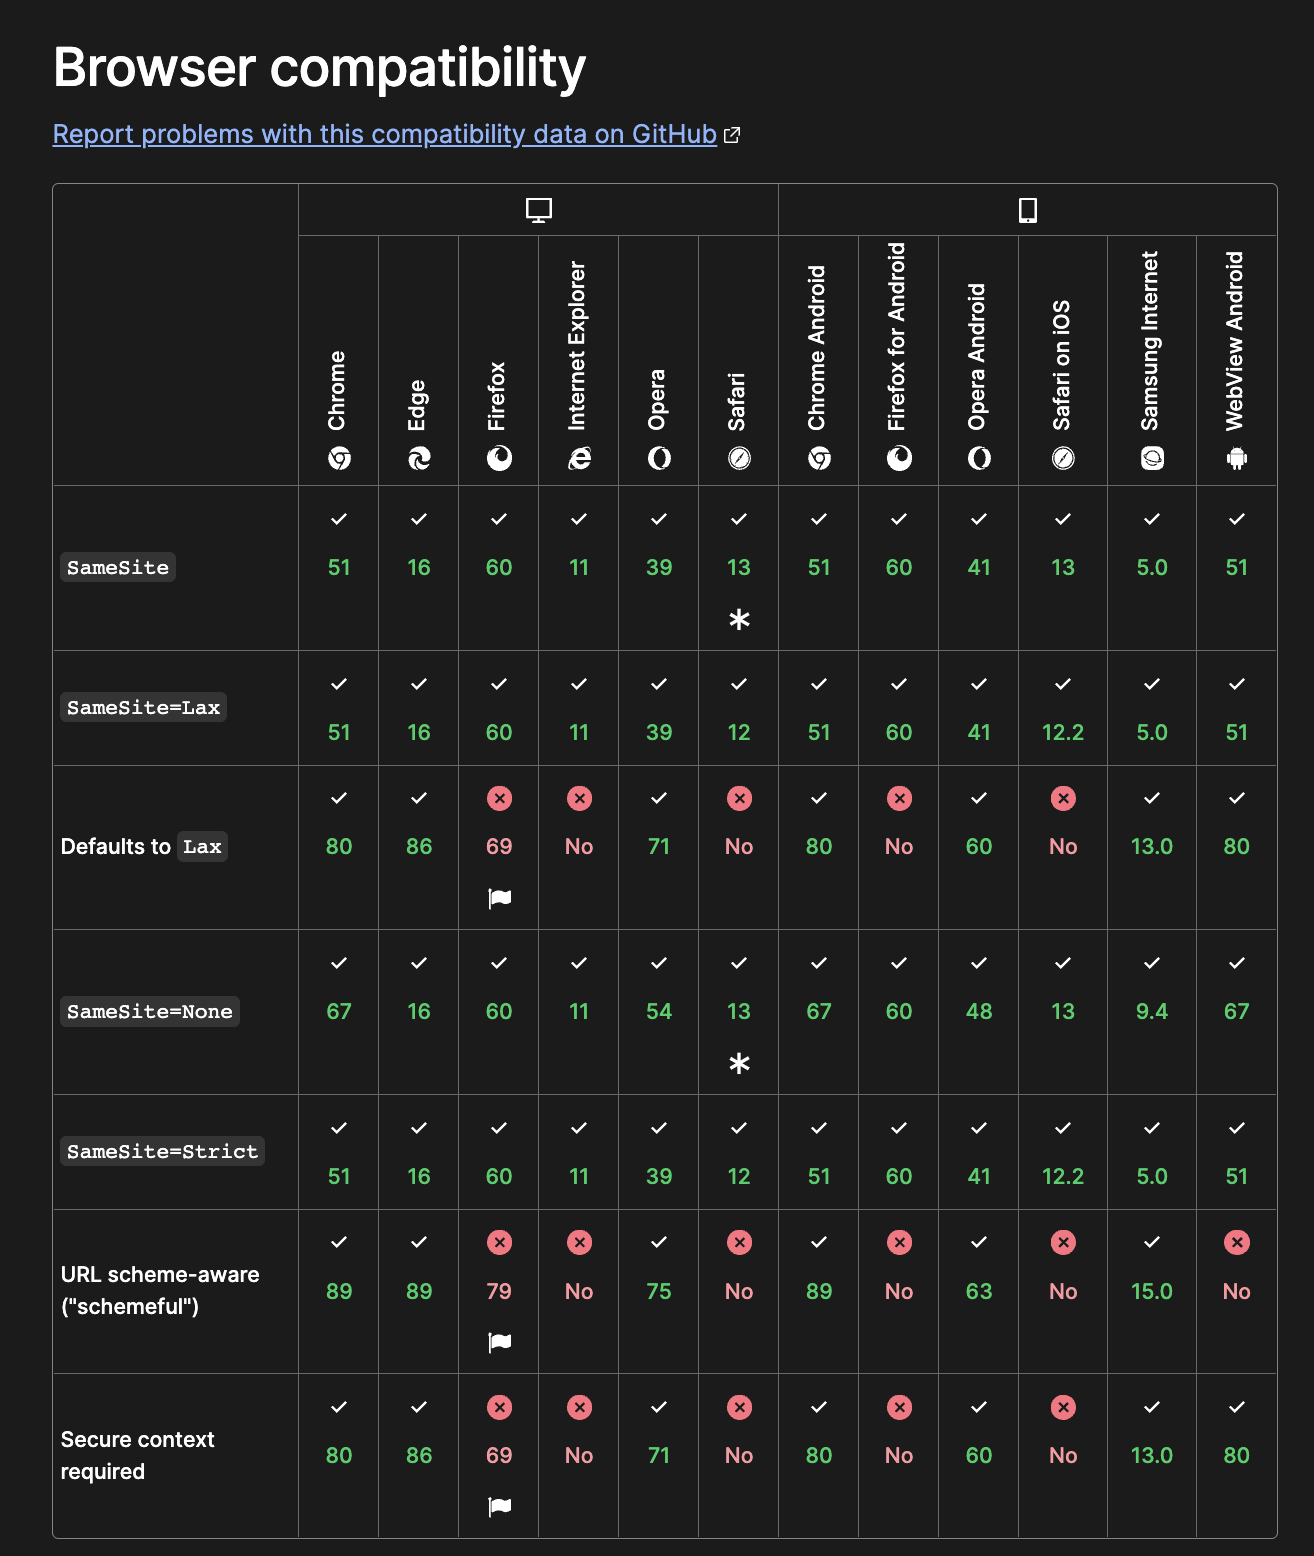 Browser compatibility
Report problems with this compatibility data on GitHub
Chrome
Edge
Firefox
Internet Explorer
Opera
Safari
Chrome Android
Firefox for Android
Opera Android
Safari on iOS
Samsung Internet
WebView Android
SameSite 51 16 60 11 39 13 51 60 41 13 5.0 51
*
SameSite=Lax 51 16 60 11 39 12 51 60 41 12.2 5.0 51
Defaults to Lax 80 86 69 No 71 No 80 No 60 No 13.0 80
SameSite=None 67 16 60 11 54 13 67 60 48 13 9.4 67
*
SameSite=Strict 51 16 60 11 39 12 51 60 41 12.2 5.0 51
URL scheme-aware
("schemeful") 89 89 79 No 75 No 89 No 63 No 15.0 No
Secure context
required 80 86 69 No 71 No 80 No 60 No 13.0 80